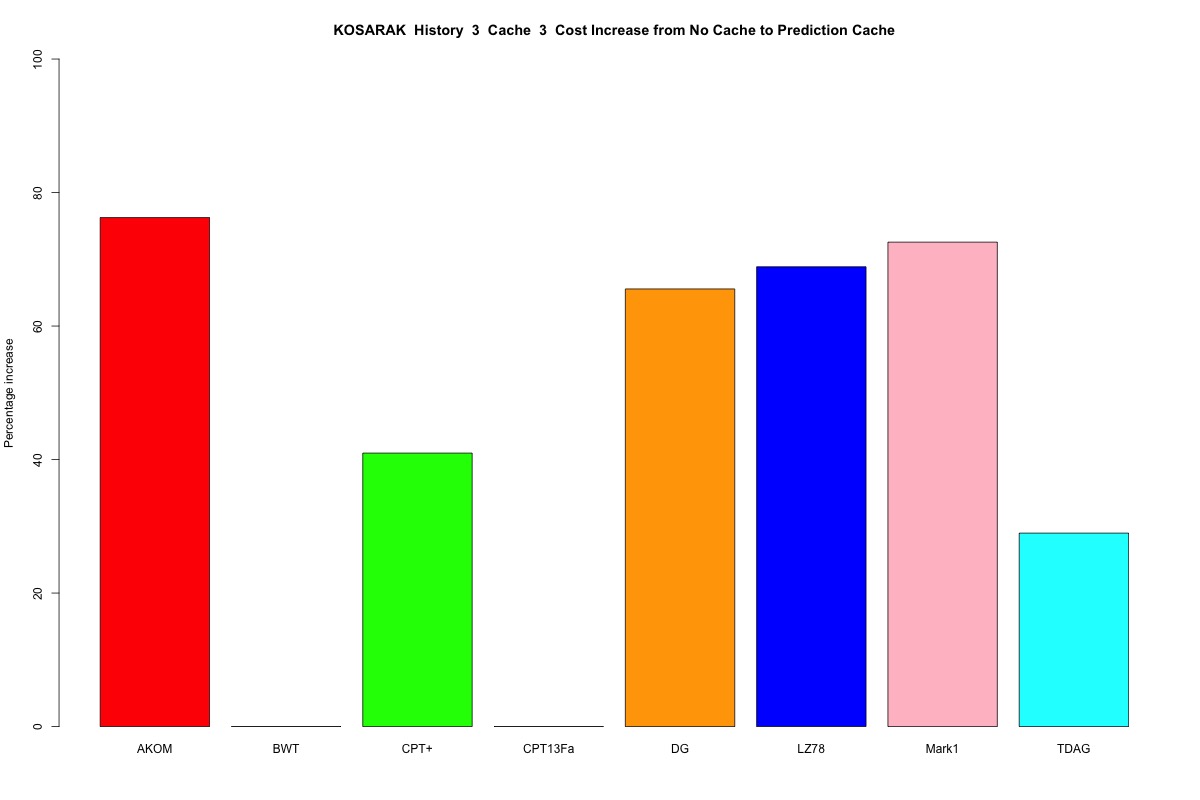 KOSARAK History 3 Cache 3 Cost Increase from No Cache to Prediction Cache
Percentage increase
100
80
60
40
20
0
AKOM BWT CPT+ CPT13Fa DG LZ78 Mark1 TDAG